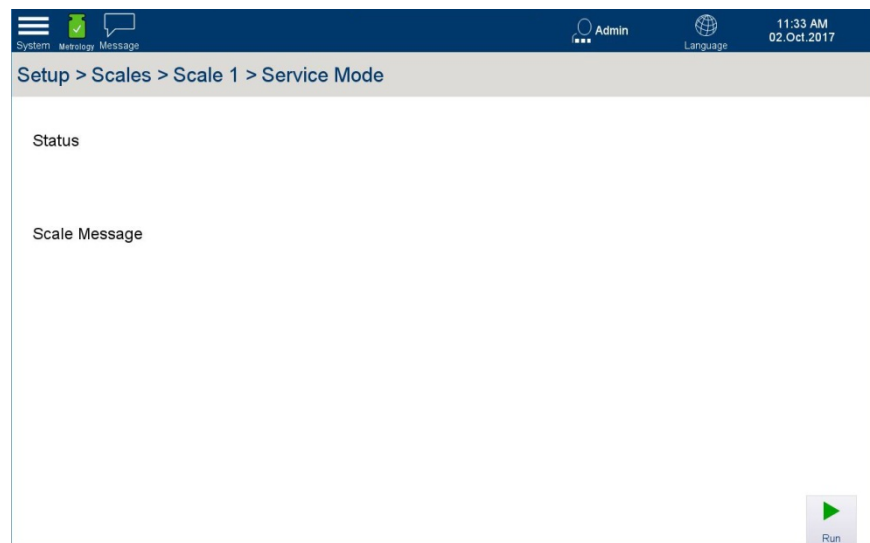 System Metrology Message
Admin
Language
11:33 AM
02.Oct.2017
Setup > Scales > Scale 1 > Service Mode
Status
Scale Message
Run